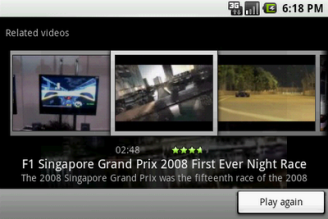 3G 6:18 PM
Related videos
02:48
F1 Singapore Grand Prix 2008 First Ever Night Race
The 2008 Singapore Grand Prix was the fifteenth race of the 2008
Play again